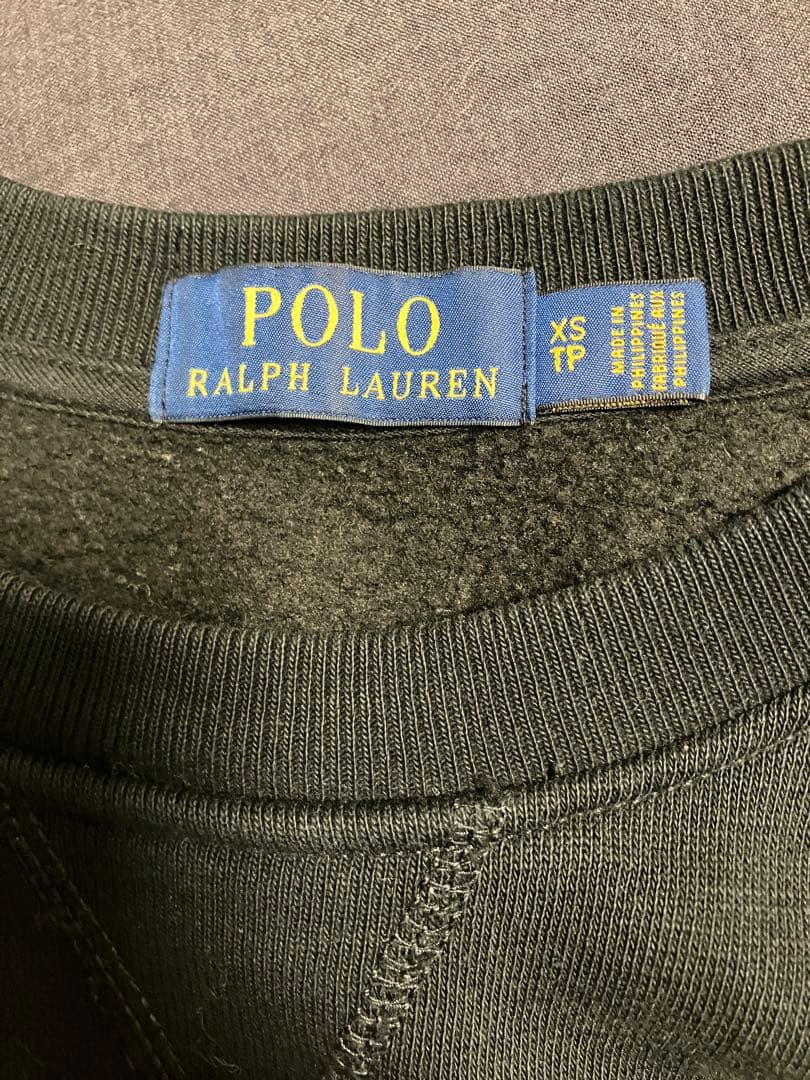 POLO
RALPH LAUREN
XS
TP
MADE IN
PHILIPPINES
FABRIQUÉ AUX
PHILIPPINES